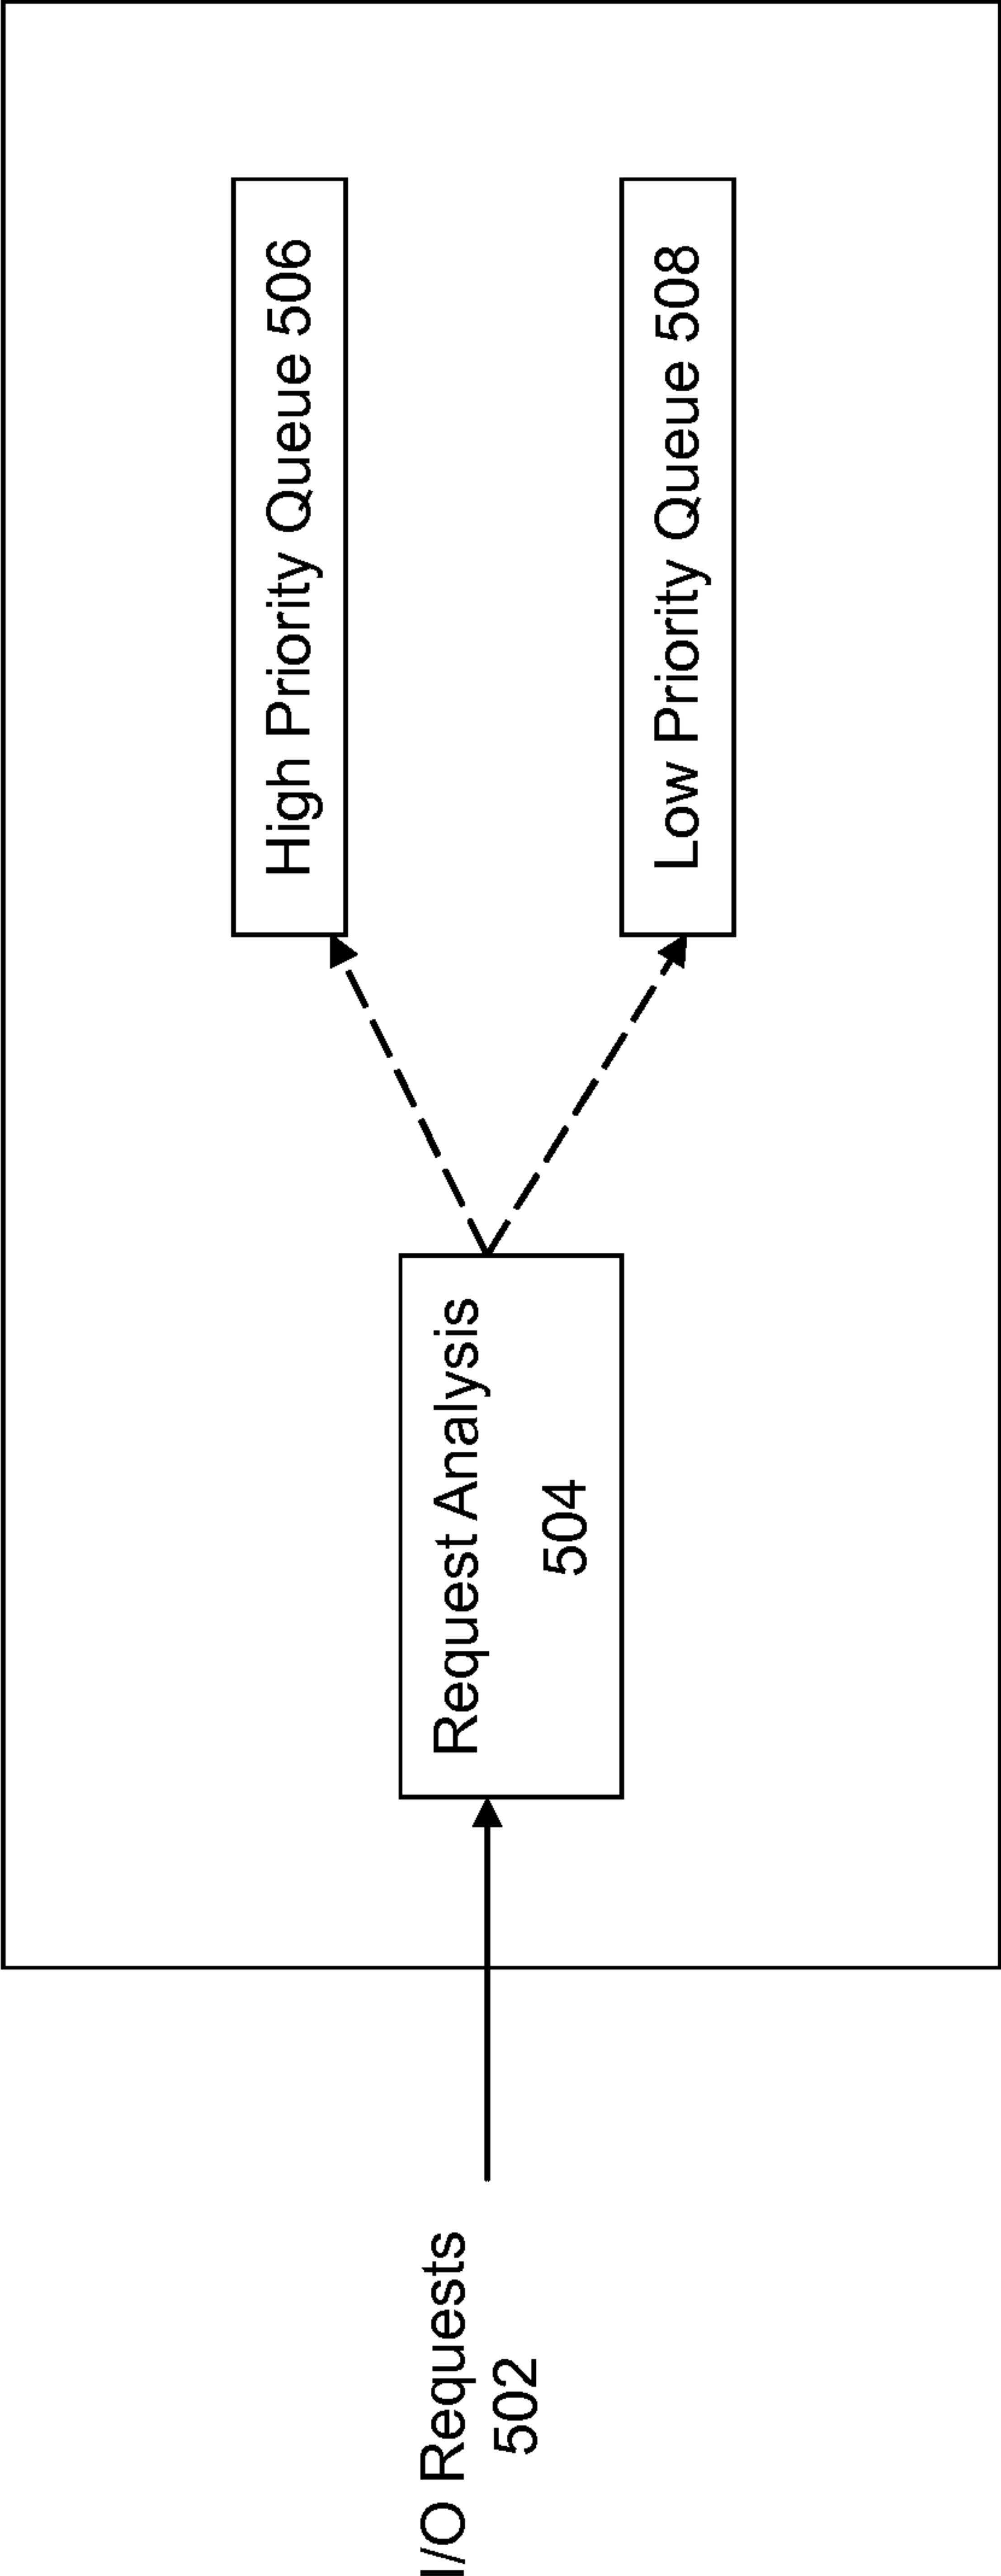 I/O Requests
502
Request Analysis
504
High Priority Queue 506
Low Priority Queue 508